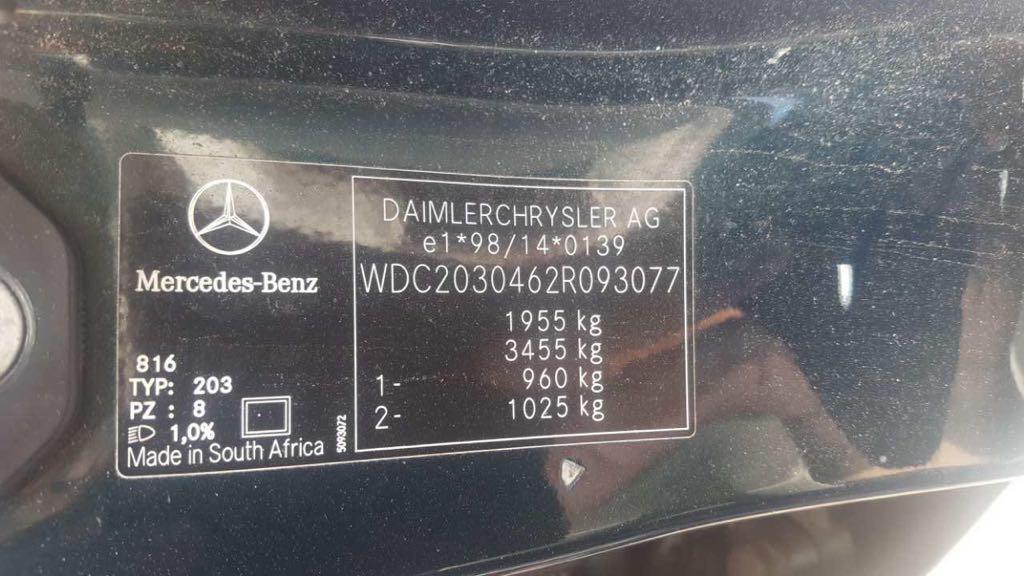 Mercedes-Benz
816
TYP: 203
PZ : 8
1,0%
Made in South Africa
5093072
DAIMLERCHRYSLER AG
e1*98/14*0139
WDC2030462R093077
1955 kg
3455 kg
1- 960 kg
2- 1025 kg